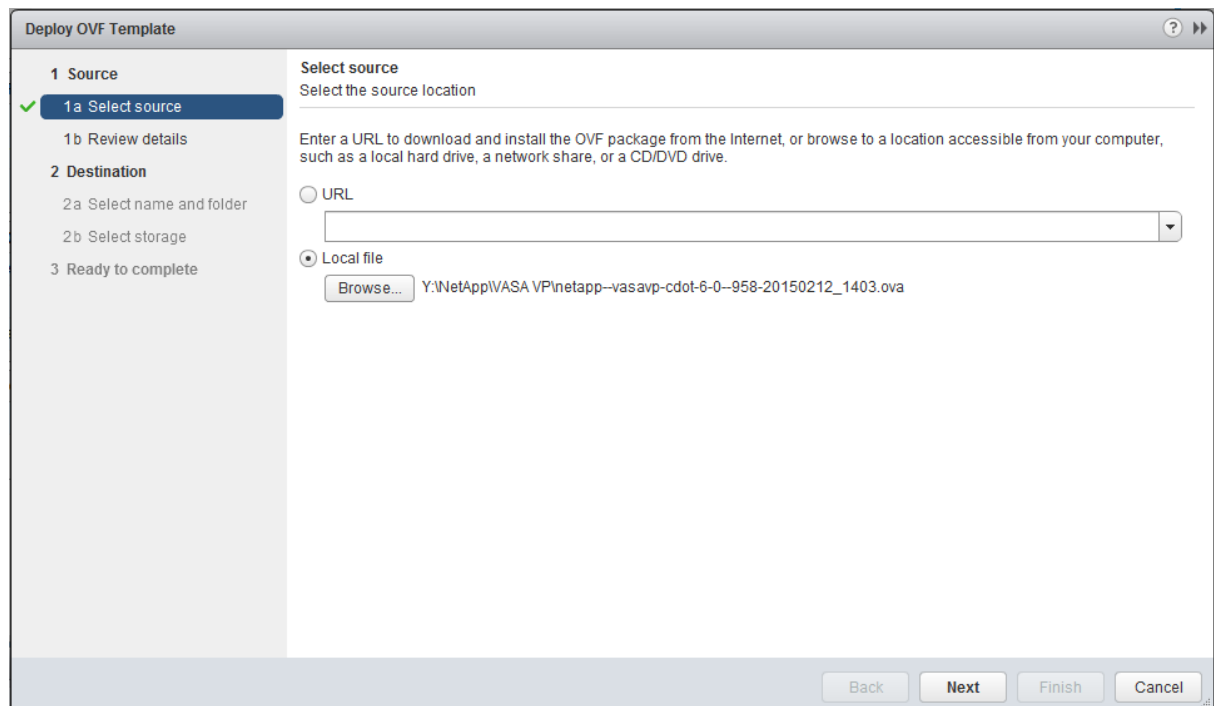 Deploy OVF Template
?
1 Source
1a Select source
1b Review details
2 Destination
2a Select name and folder
2b Select storage
3 Ready to complete
Select source
Select the source location
Enter a URL to download and install the OVF package from the Internet, or browse to a location accessible from your computer,
such as a local hard drive, a network share, or a CD/DVD drive.
URL
Local file
Browse... Y:\NetApp\VASA VP\netapp--vasavp-cdot-6-0--958-20150212_1403.ova
Back Next Finish Cancel